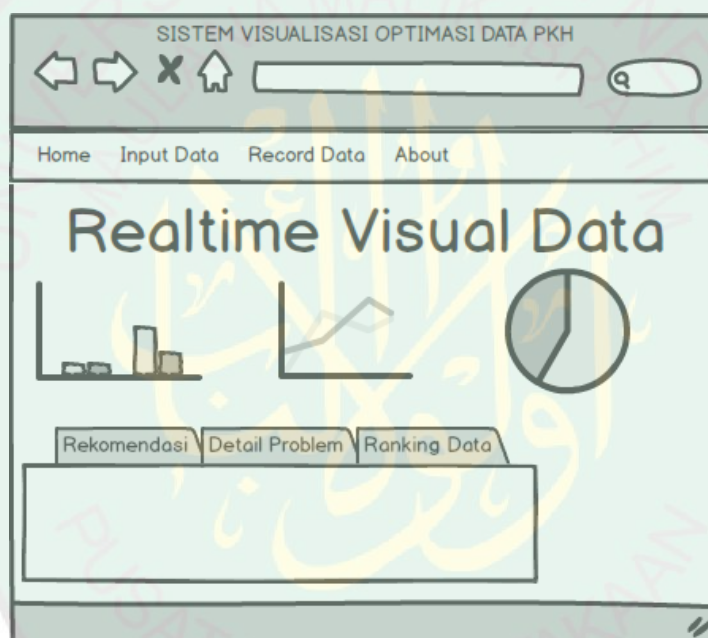 SISTEM VISUALISASI OPTIMASI DATA PKH
Home Input Data Record Data About
Realtime Visual Data
Rekomendasi Detail Problem Ranking Data